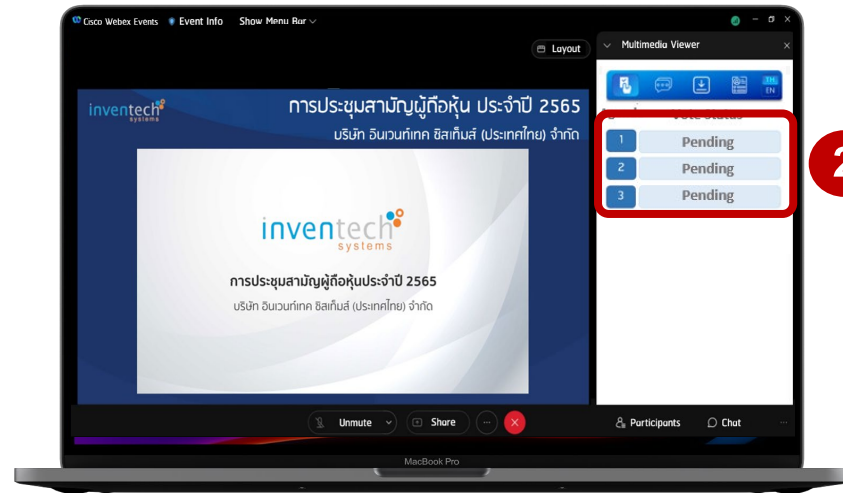 Cisco Webex Events Event Info Show Menu Bar
Layout
Multimedia Viewer
TH
EN
inventech
systems
การประชุมสามัญผู้ถือหุ้น ประจำปี 2565
บริษัท อินเวนท์เทค ซิสเท็มส์ (ประเทศไทย) จำกัด
Vote Status
1 Pending
2 Pending
3 Pending
2
inventech
systems
การประชุมสามัญผู้ถือหุ้นประจำปี 2565
บริษัท อินเวนท์เทค ซิสเท็มส์ (ประเทศไทย) จำกัด
Unmute Share Participants Chat
MacBook Pro